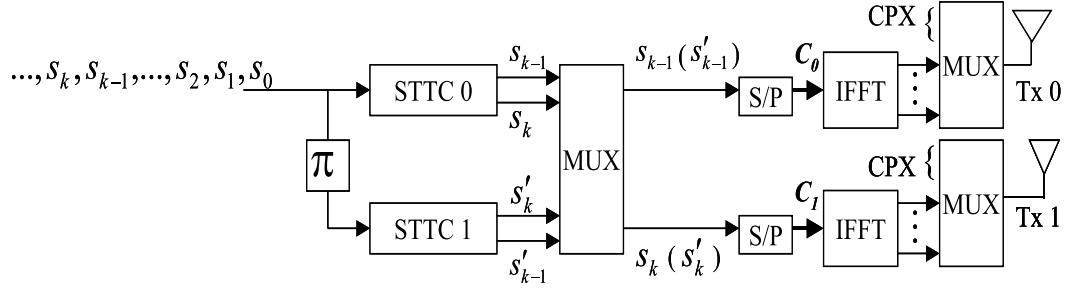 ..., s_k, s_{k-1}, ..., s_2, s_1, s_0
STTC 0
s_{k-1}
s_k
π
STTC 1
s'_k
s'_{k-1}
MUX
s_{k-1} (s'_{k-1})
s_k (s'_k)
S/P
C_0
IFFT
CPX {
MUX
Tx 0
S/P
C_1
IFFT
CPX {
MUX
Tx 1